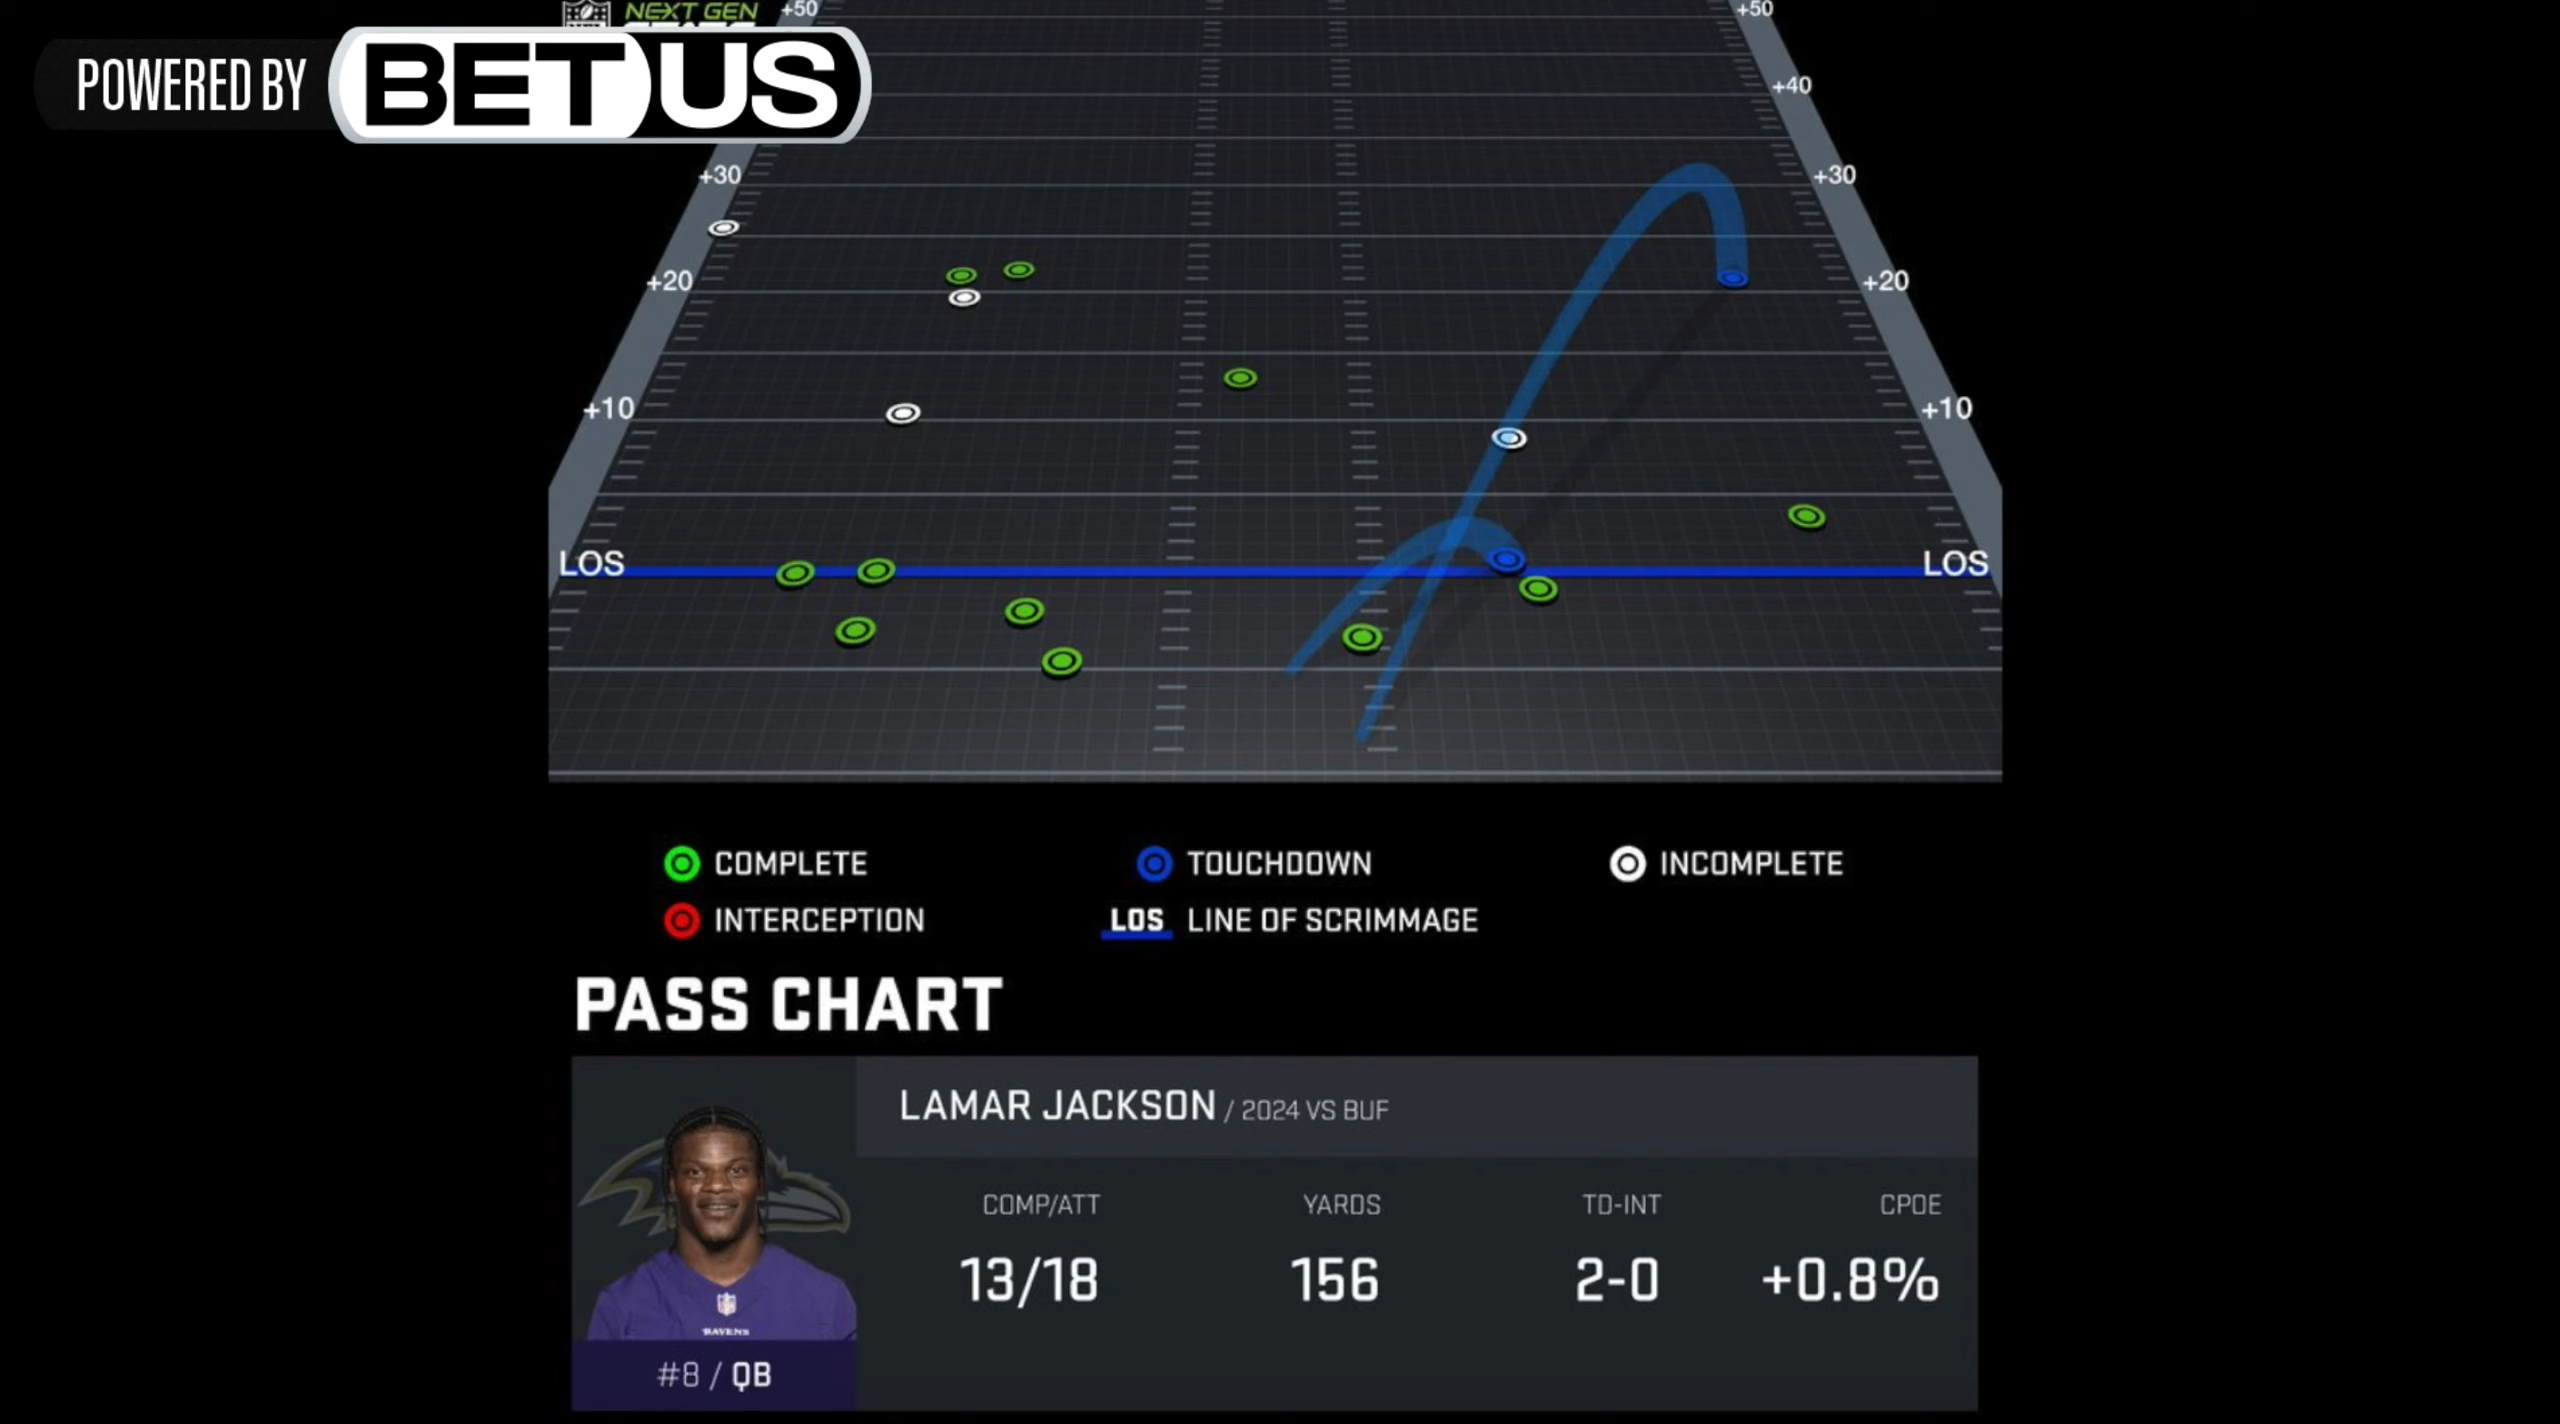 NEXT GEN
+50
+50
POWERED BY BETUS
+40
+30
+30
+20
+20
+10
+10
LOS
LOS
COMPLETE
TOUCHDOWN
INCOMPLETE
INTERCEPTION
LOS LINE OF SCRIMMAGE
PASS CHART
LAMAR JACKSON / 2024 VS BUF
COMP/ATT YARDS TD-INT CPOE
13/18 156 2-0 +0.8%
RAVENS
#8 / QB